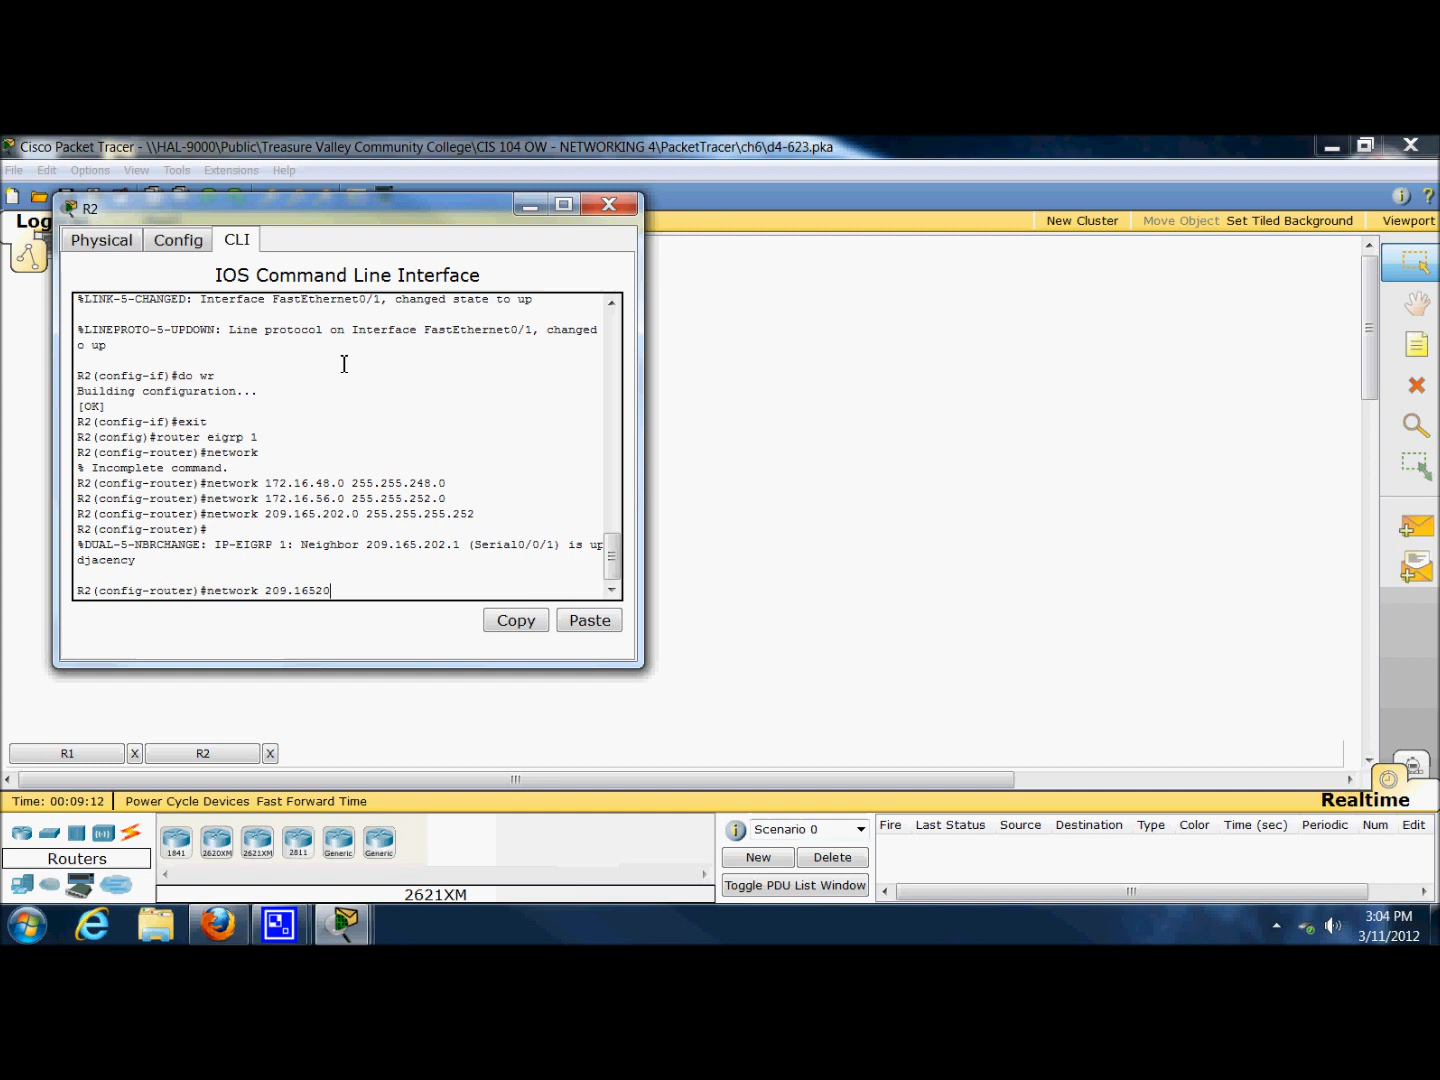 Cisco Packet Tracer - \\HAL-9000\Public\Treasure Valley Community College\CIS 104 OW - NETWORKING 4\PacketTracer\ch6\d4-623.pka
File Edit Options View Tools Extensions Help
R2
Log
New Cluster Move Object Set Tiled Background Viewport
Physical Config CLI
IOS Command Line Interface
%LINK-5-CHANGED: Interface FastEthernet0/1, changed state to up
%LINEPROTO-5-UPDOWN: Line protocol on Interface FastEthernet0/1, changed
o up
R2(config-if)#do wr
Building configuration...
[OK]
R2(config-if)#exit
R2(config)#router eigrp 1
R2(config-router)#network
% Incomplete command.
R2(config-router)#network 172.16.48.0 255.255.248.0
R2(config-router)#network 172.16.56.0 255.255.252.0
R2(config-router)#network 209.165.202.0 255.255.255.252
R2(config-router)#
%DUAL-5-NBRCHANGE: IP-EIGRP 1: Neighbor 209.165.202.1 (Serial0/0/1) is up
djacency
R2(config-router)#network 209.16520
Copy Paste
R1 X R2 X
Time: 00:09:12 Power Cycle Devices Fast Forward Time
Realtime
Routers
1841 2620XM 2621XM 2811 Generic Generic
2621XM
Scenario 0
New Delete
Toggle PDU List Window
Fire Last Status Source Destination Type Color Time (sec) Periodic Num Edit
3:04 PM
3/11/2012